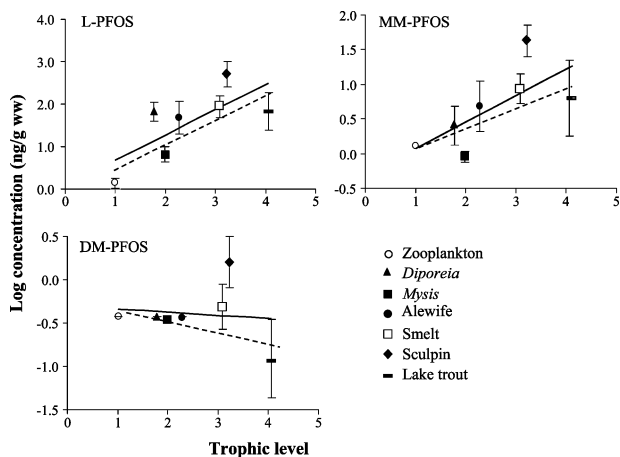 L-PFOS
4.0
3.0
2.0
1.0
0.0
0 1 2 3 4 5
MM-PFOS
2.0
1.5
1.0
0.5
0.0
-0.5
0 1 2 3 4 5
Log concentration (ng/g ww)
DM-PFOS
0.5
0.0
-0.5
-1.0
-1.5
0 1 2 3 4 5
Trophic level
Zooplankton
Diporeia
Mysis
Alewife
Smelt
Sculpin
Lake trout